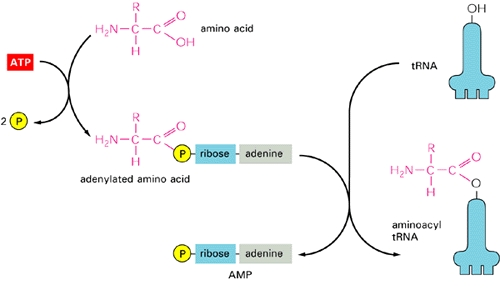 R
H₂N
C
C
O
H
OH
amino acid
OH
ATP
tRNA
2 P
R
H₂N
C
C
O
H
P
ribose
adenine
adenylated amino acid
R
H₂N
C
C
O
H
O
aminoacyl
tRNA
P
ribose
adenine
AMP